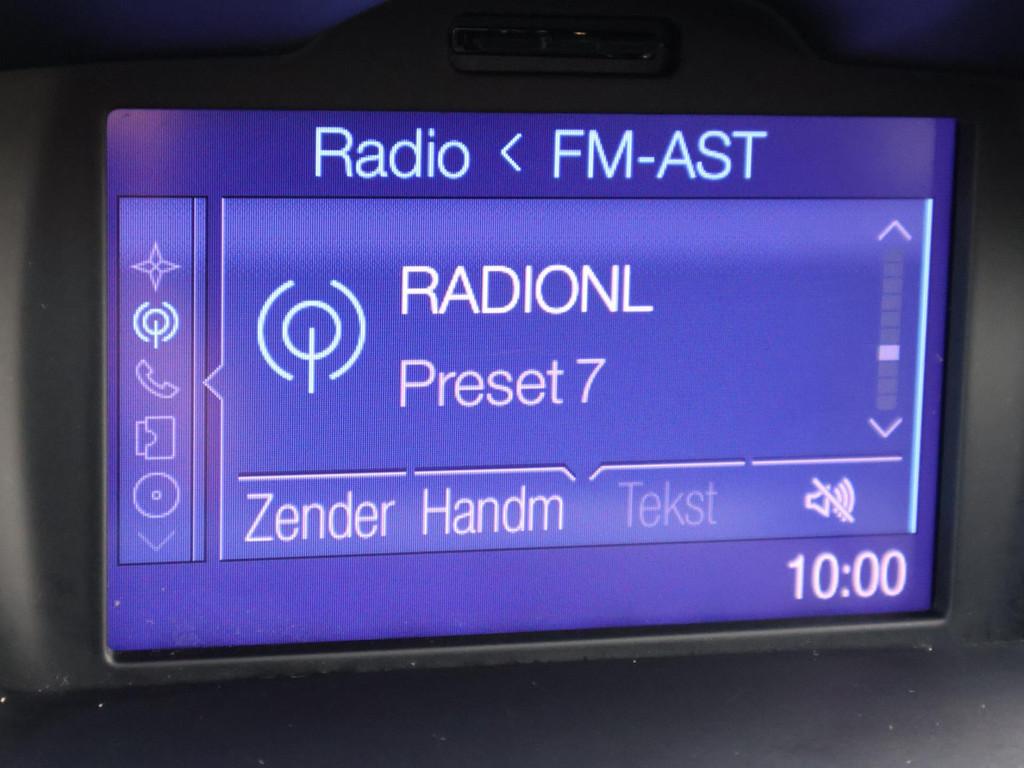 Radio < FM-AST
RADIONL
Preset 7
Zender Handm Tekst
10:00